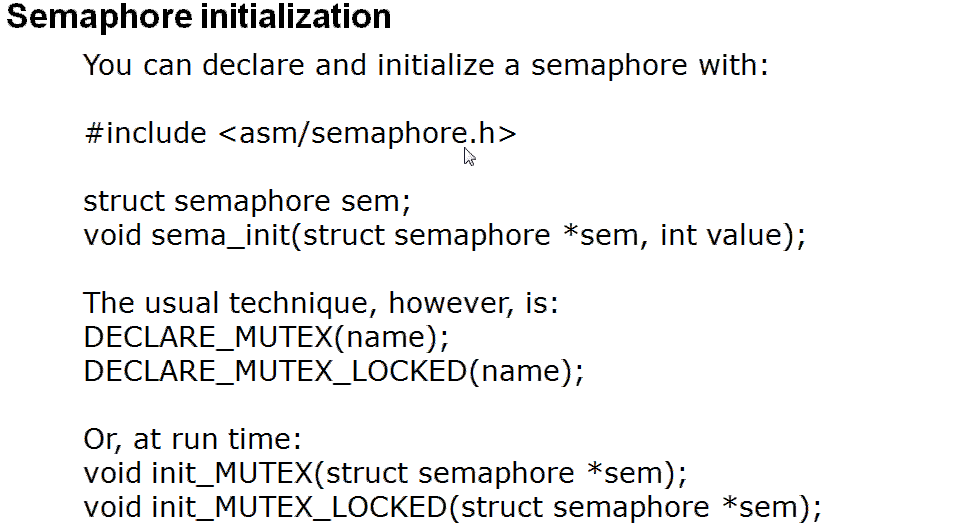 Semaphore initialization
You can declare and initialize a semaphore with:
#include <asm/semaphore.h>
struct semaphore sem;
void sema_init(struct semaphore *sem, int value);
The usual technique, however, is:
DECLARE_MUTEX(name);
DECLARE_MUTEX_LOCKED(name);
Or, at run time:
void init_MUTEX(struct semaphore *sem);
void init_MUTEX_LOCKED(struct semaphore *sem);